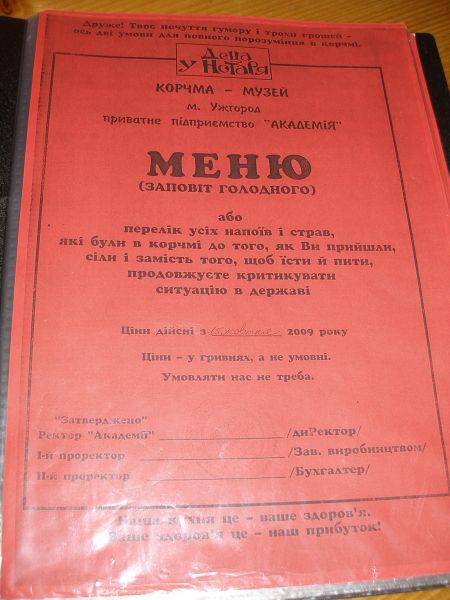 Друже! Твоє почуття гумору і трохи грошей -
ось дві умови для повного порозуміння в корчмі.
Деца
у Нотаря
КОРЧМА - МУЗЕЙ
м. Ужгород
приватне підприємство "АКАДЕМІЯ"
МЕНЮ
(ЗАПОВІТ ГОЛОДНОГО)
або
перелік усіх напоїв і страв,
які були в корчмі до того, як Ви прийшли,
сіли і замість того, щоб їсти й пити,
продовжуєте критикувати
ситуацію в державі
Ціни дійсні з 15 жовтня 2009 року
Ціни - у гривнях, а не умовні.
Умовляти нас не треба.
"Затверджено"
Ректор "Академії" /ди?ектор/
І-й проректор /Зав. виробництвом/
ІІ-й проректор /Бухгалтер/
Наша кухня це - ваше здоров'я.
Ваше здоров'я це - наш прибуток!